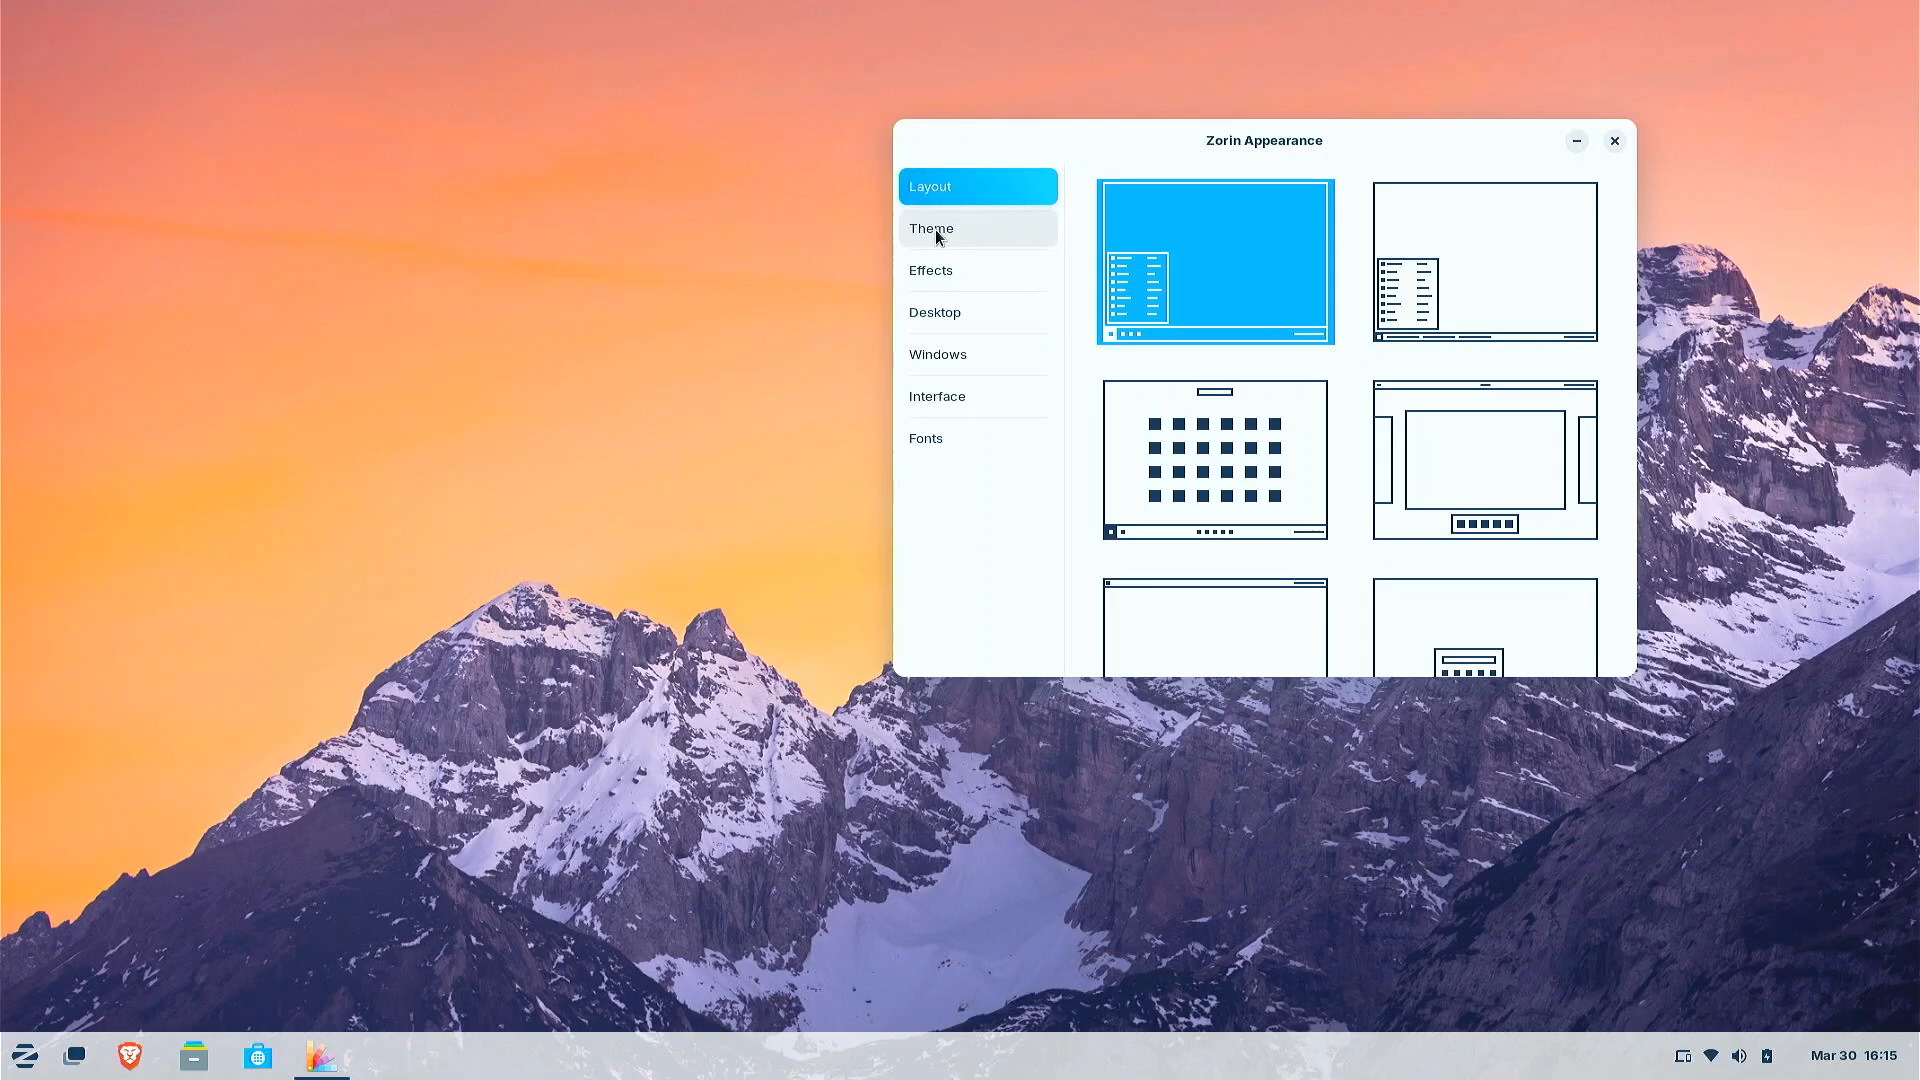 Zorin Appearance
Layout
Theme
Effects
Desktop
Windows
Interface
Fonts
Mar 30 16:15